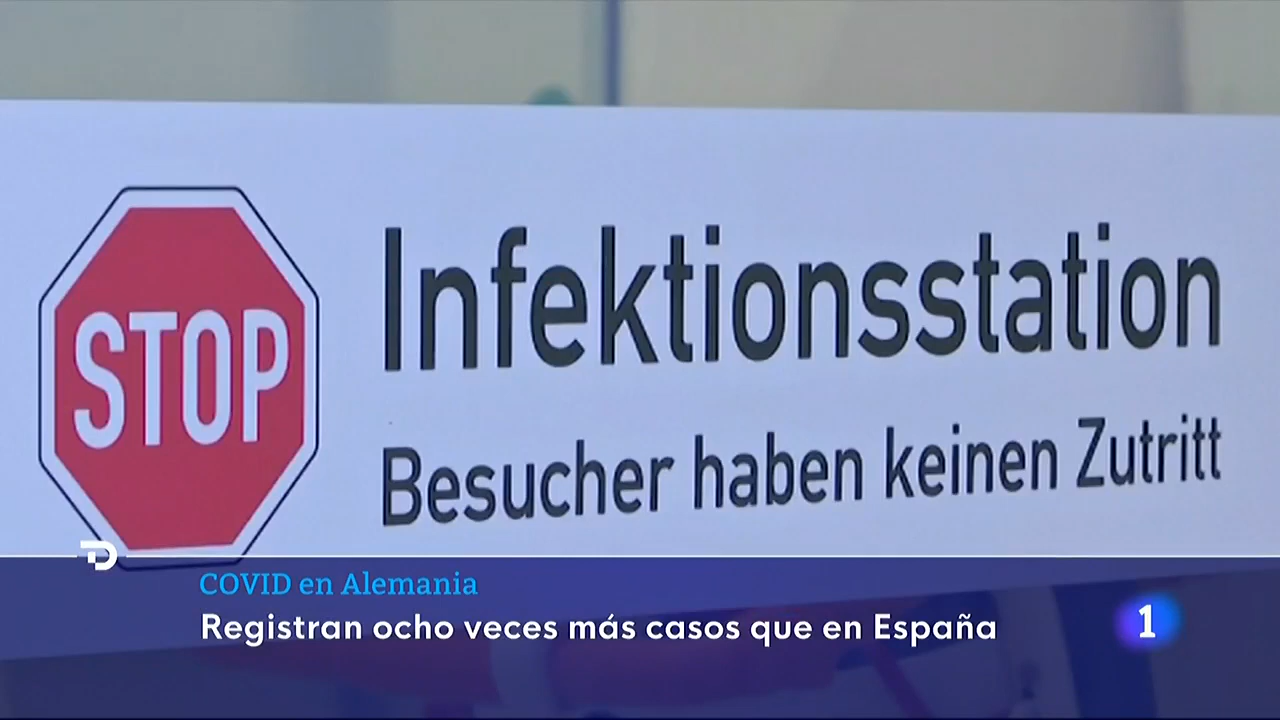 STOP
Infektionsstation
Besucher haben keinen Zutritt
COVID en Alemania
Registran ocho veces más casos que en España
1